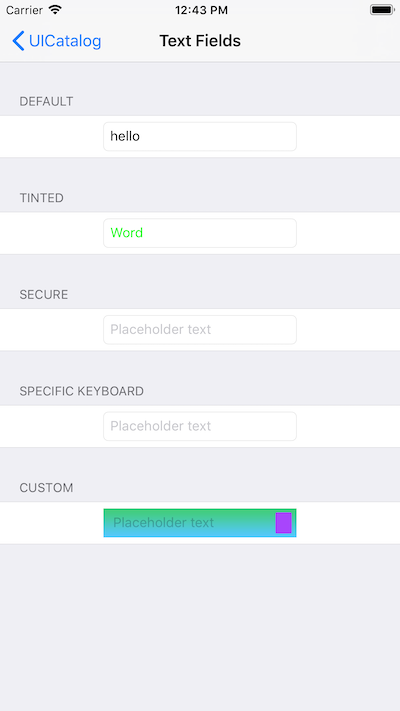 Carrier 12:43 PM
UICatalog Text Fields
DEFAULT
hello
TINTED
Word
SECURE
Placeholder text
SPECIFIC KEYBOARD
Placeholder text
CUSTOM
Placeholder text